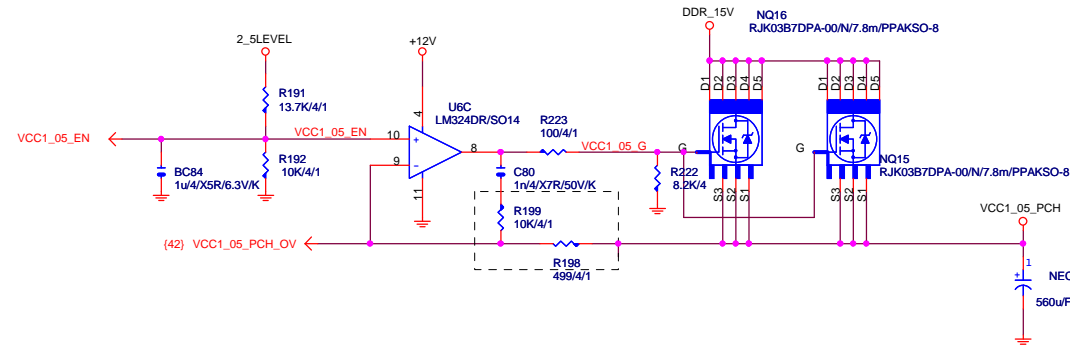 DDR_15V
NQ16
RJK03B7DPA-00/N/7.8m/PPAKSO-8
2_5LEVEL
+12V
D1
D2
D3
D4
D5
D1
D2
D3
D4
D5
R191
13.7K/4/1
4
U6C
LM324DR/SO14
R223
100/4/1
VCC1_05_EN
VCC1_05_EN
10
+
8
VCC1_05_G
G
G
9
-
BC84
1u/4/X5R/6.3V/K
R192
10K/4/1
11
C80
1n/4/X7R/50V/K
R222
8.2K/4
NQ15
RJK03B7DPA-00/N/7.8m/PPAKSO-8
S3
S2
S1
S3
S2
S1
R199
10K/4/1
VCC1_05_PCH
{42} VCC1_05_PCH_OV
R198
499/4/1
1
+
NEC
560u/F